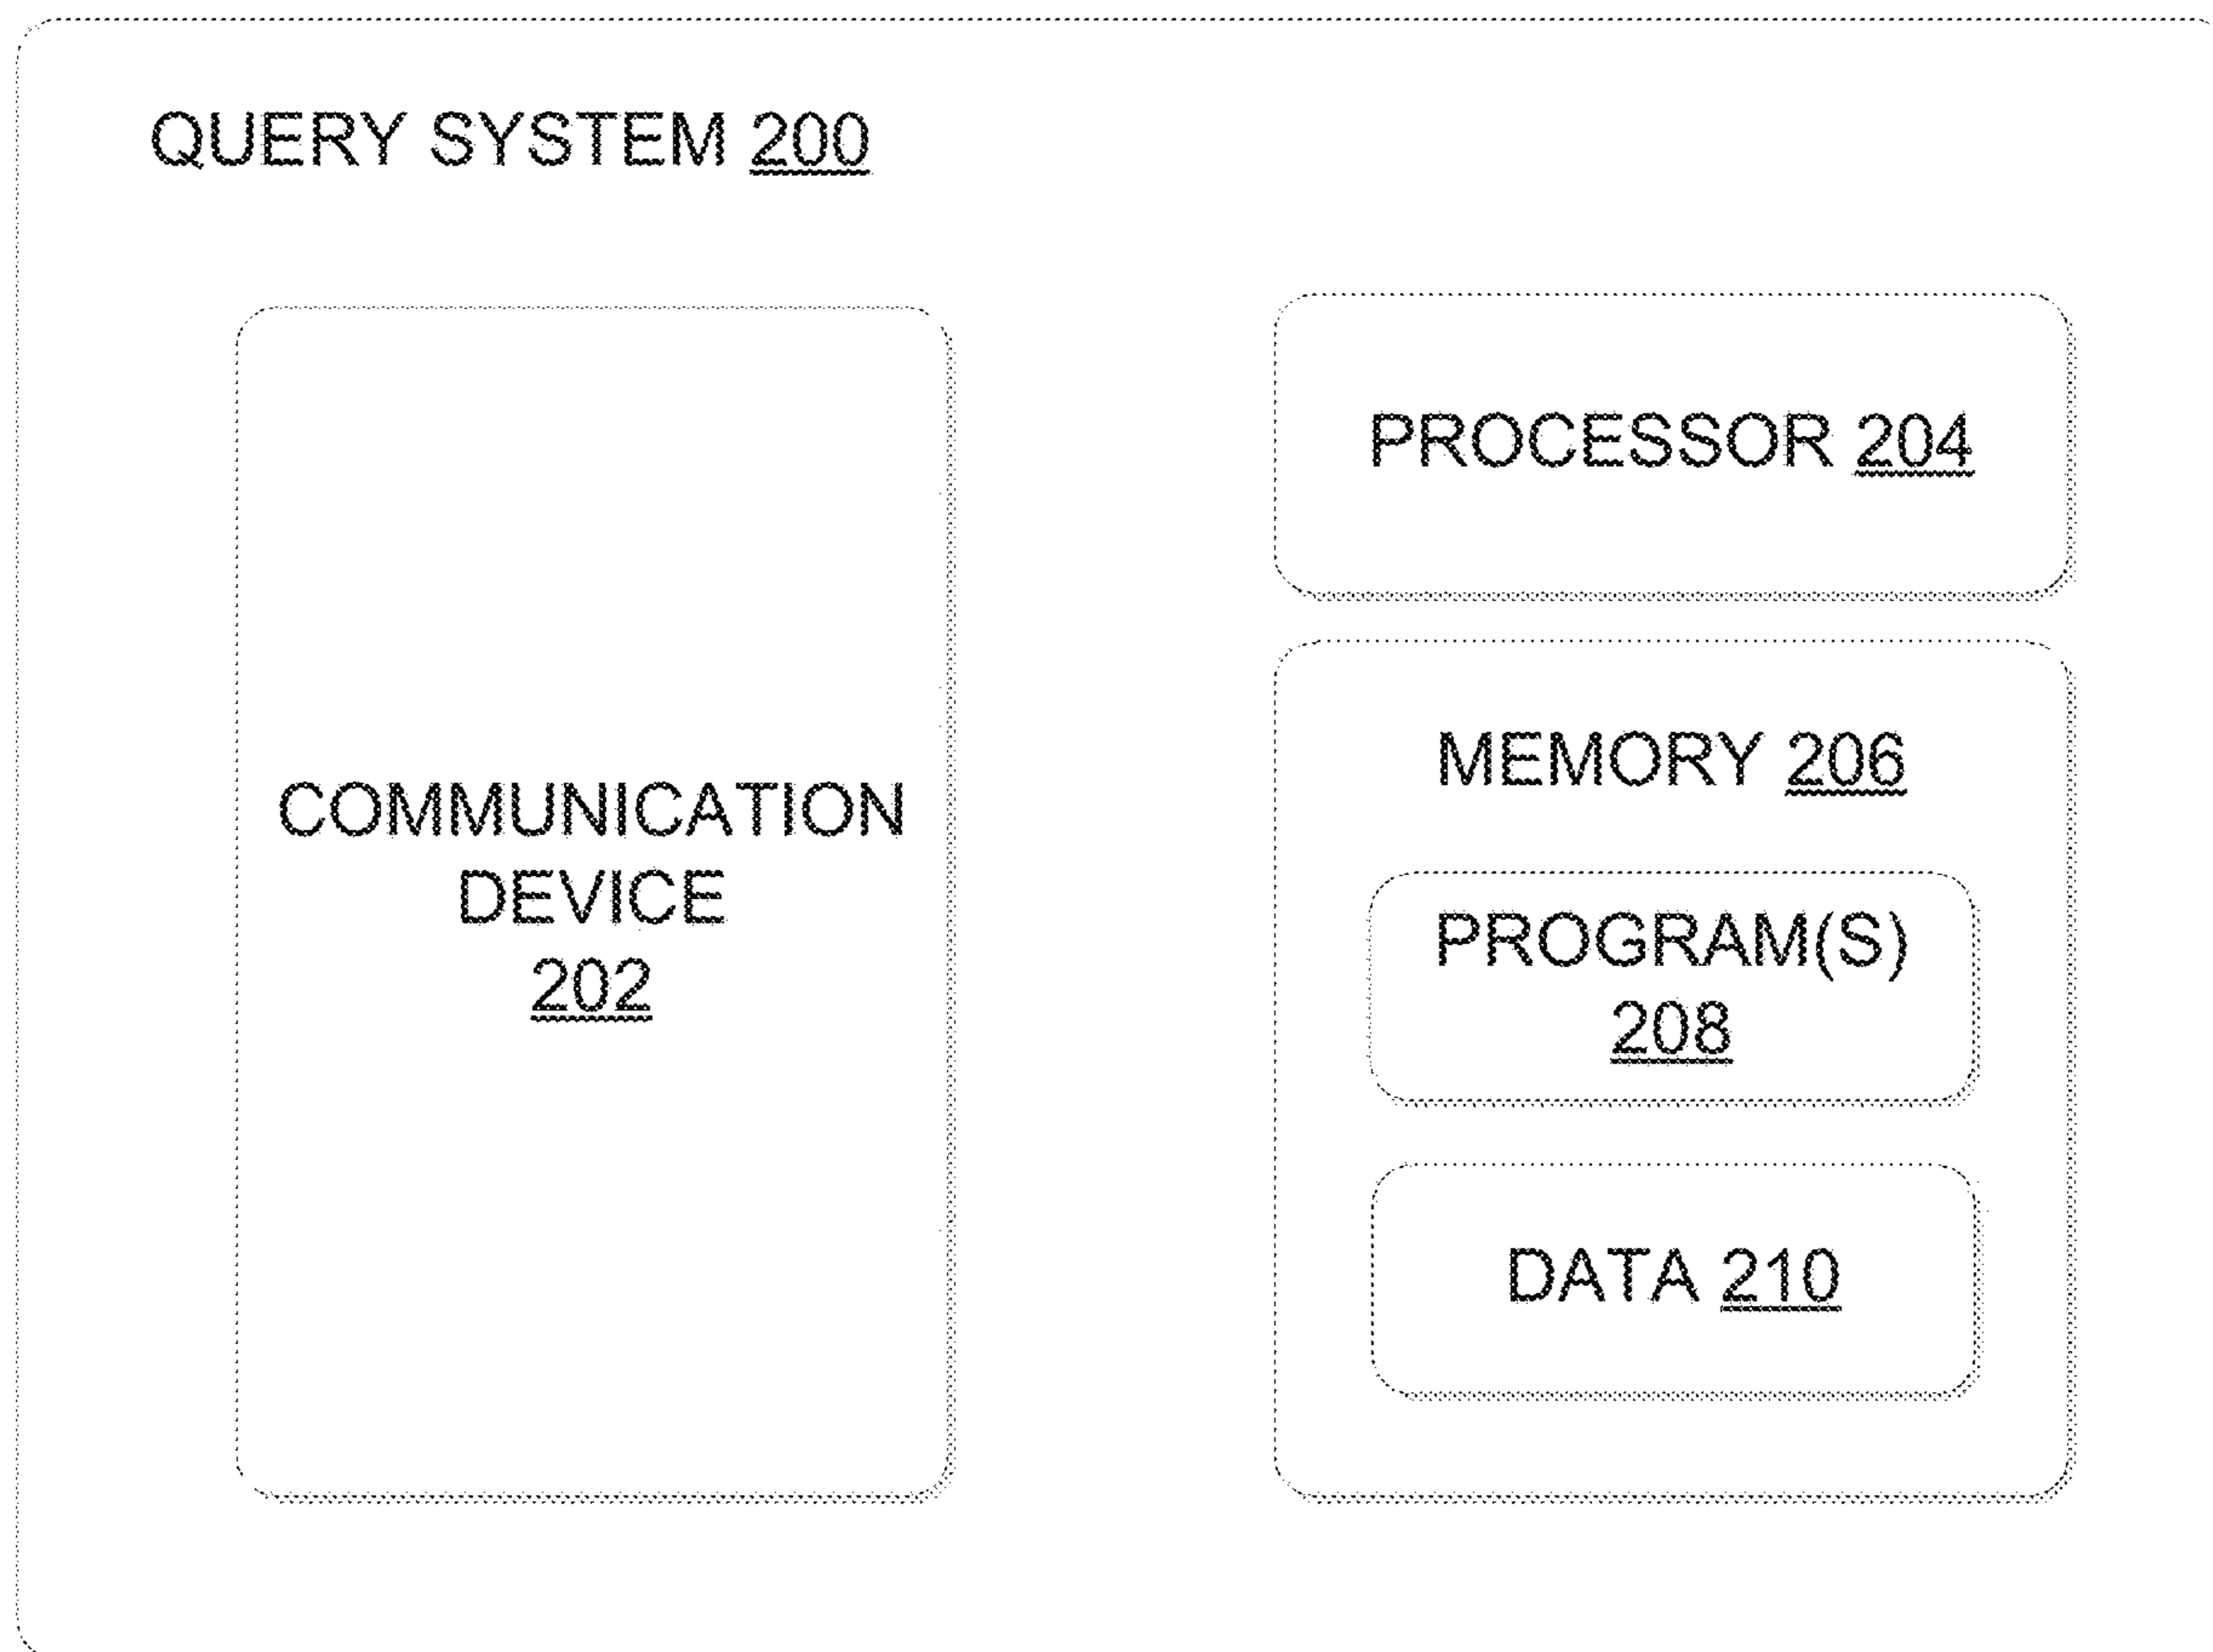 QUERY SYSTEM 200
COMMUNICATION
DEVICE
202
PROCESSOR 204
MEMORY 206
PROGRAM(S)
208
DATA 210